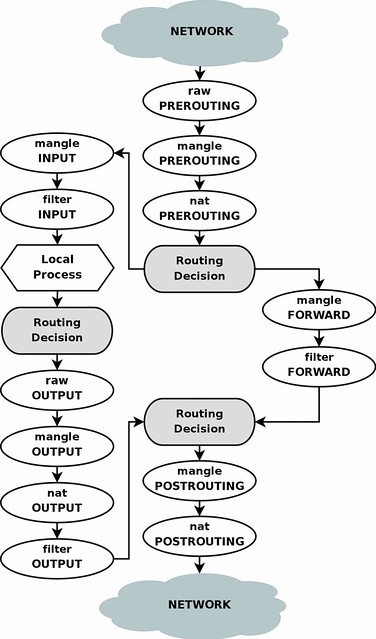 NETWORK
raw
PREROUTING
mangle
PREROUTING
nat
PREROUTING
Routing
Decision
mangle
INPUT
filter
INPUT
Local
Process
Routing
Decision
raw
OUTPUT
mangle
OUTPUT
nat
OUTPUT
filter
OUTPUT
mangle
FORWARD
filter
FORWARD
Routing
Decision
mangle
POSTROUTING
nat
POSTROUTING
NETWORK